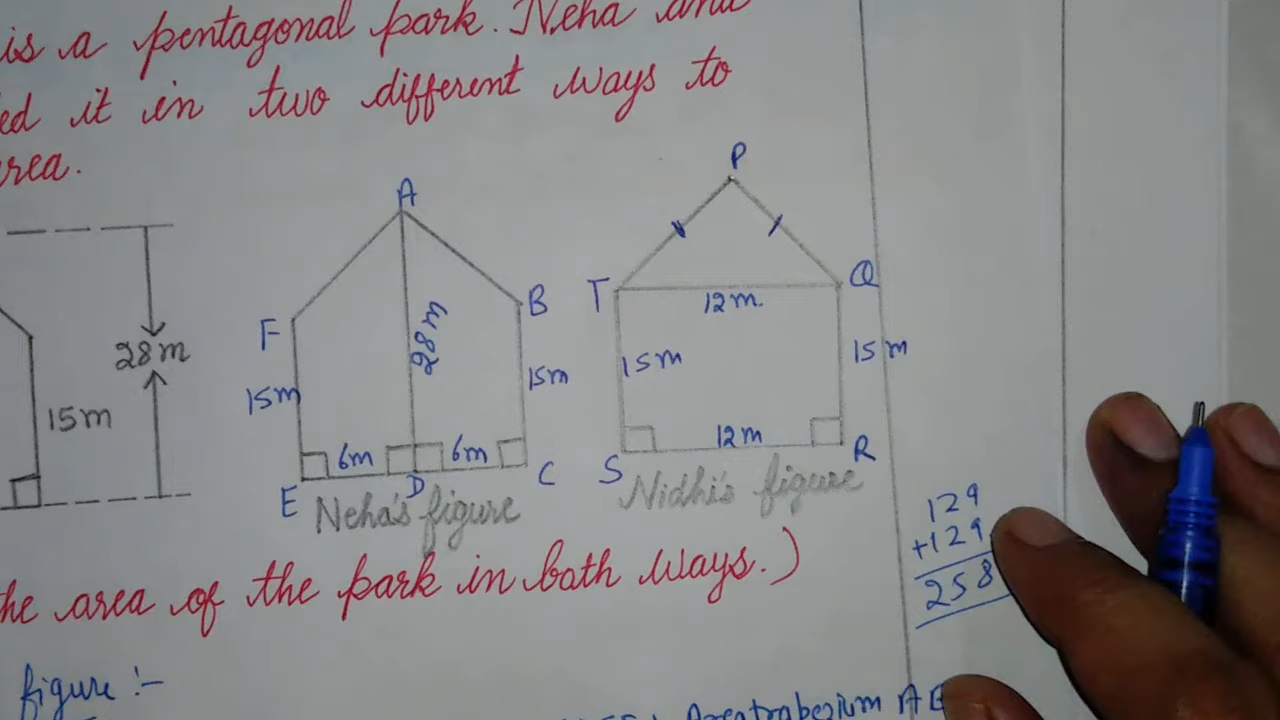 is a pentagonal park. Neha and
ed it in two different ways to
rea.
28m
15m
A
F
B
28m
15m
15m
6m
6m
E
D
C
Neha's figure
P
T
Q
12m.
15m
15m
12m
S
R
Nidhi's figure
129
+129
258
he area of the park in both ways.)
figure :-
Areatrabezium AB